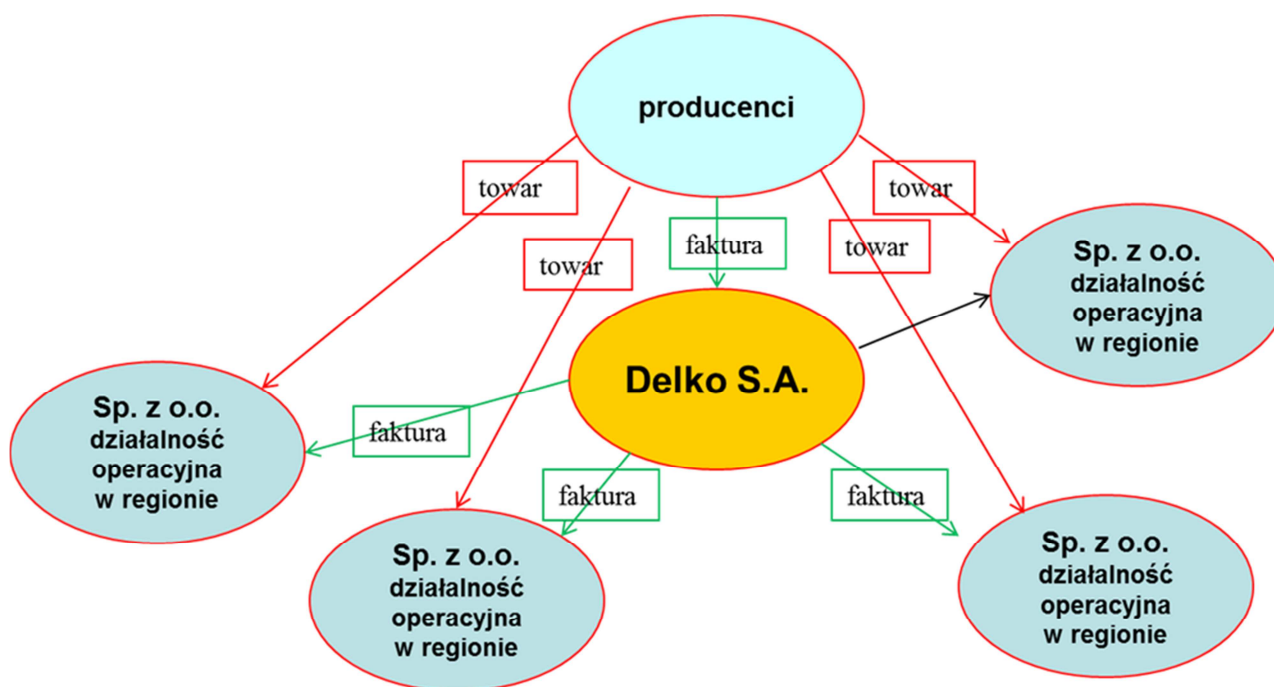 producenci
towar
towar
faktura
towar
towar
Sp. z o.o.
działalność
operacyjna
w regionie
Delko S.A.
Sp. z o.o.
działalność
operacyjna
w regionie
faktura
faktura
faktura
Sp. z o.o.
działalność
operacyjna
w regionie
Sp. z o.o.
działalność
operacyjna
w regionie